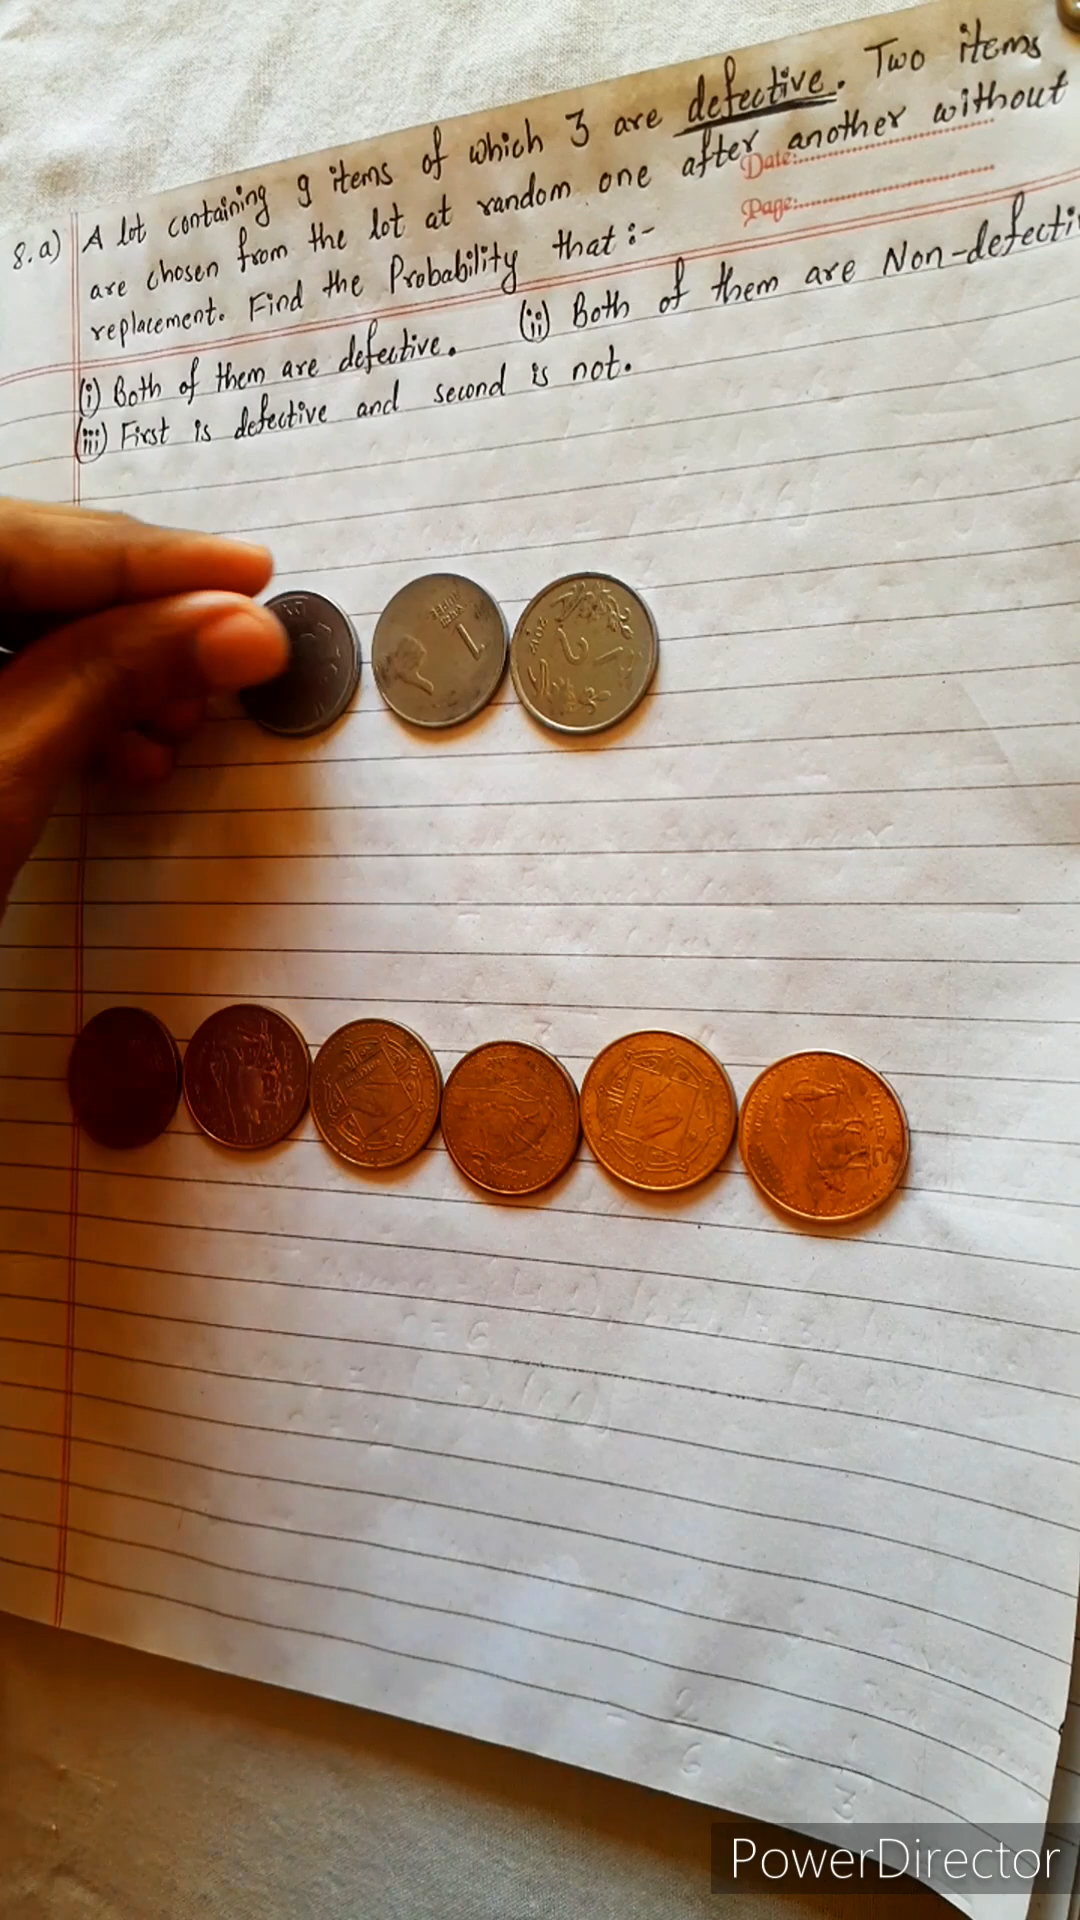 8.a) A lot containing 9 items of which 3 are defective. Two items
are chosen from the lot at random one after another without
replacement. Find the Probability that :-
Date:
Page:
(i) Both of them are defective. (ii) Both of them are Non-defecti
(iii) First is defective and second is not.
1
2
PowerDirector